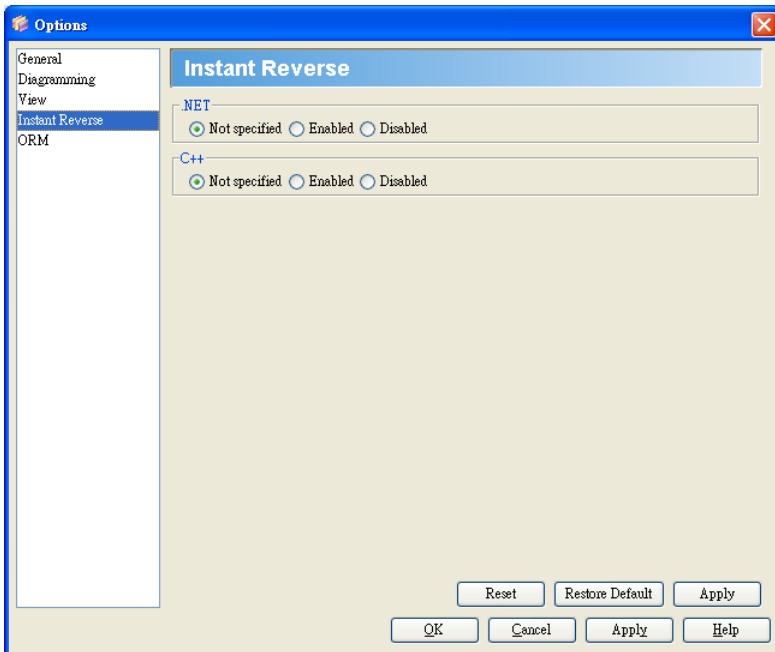 Options
General
Diagramming
View
Instant Reverse
ORM
Instant Reverse
.NET
Not specified Enabled Disabled
C++
Not specified Enabled Disabled
Reset Restore Default Apply
OK Cancel Apply Help